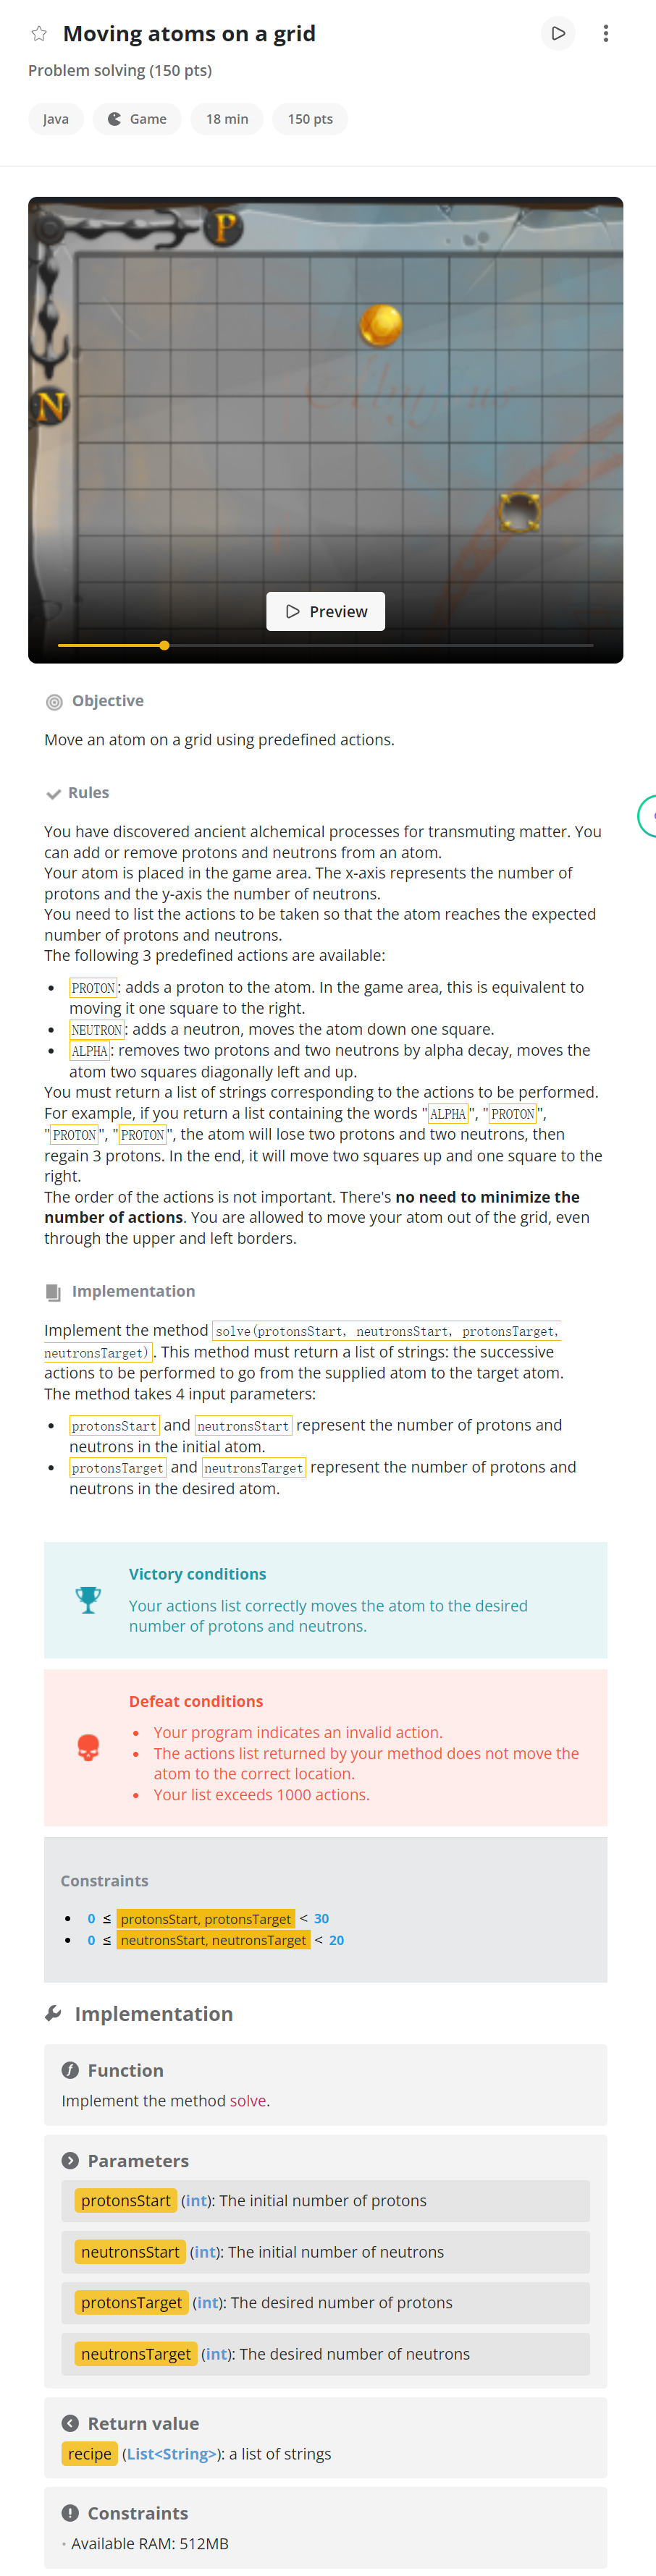 Moving atoms on a grid
Problem solving (150 pts)
Java
Game
18 min
150 pts
P
N
Preview
Objective
Move an atom on a grid using predefined actions.
Rules
You have discovered ancient alchemical processes for transmuting matter. You
can add or remove protons and neutrons from an atom.
Your atom is placed in the game area. The x-axis represents the number of
protons and the y-axis the number of neutrons.
You need to list the actions to be taken so that the atom reaches the expected
number of protons and neutrons.
The following 3 predefined actions are available:
• PROTON: adds a proton to the atom. In the game area, this is equivalent to
moving it one square to the right.
• NEUTRON: adds a neutron, moves the atom down one square.
• ALPHA: removes two protons and two neutrons by alpha decay, moves the
atom two squares diagonally left and up.
You must return a list of strings corresponding to the actions to be performed.
For example, if you return a list containing the words "ALPHA", "PROTON",
"PROTON", "PROTON", the atom will lose two protons and two neutrons, then
regain 3 protons. In the end, it will move two squares up and one square to the
right.
The order of the actions is not important. There's no need to minimize the
number of actions. You are allowed to move your atom out of the grid, even
through the upper and left borders.
Implementation
Implement the method solve(protonsStart, neutronsStart, protonsTarget,
neutronsTarget). This method must return a list of strings: the successive
actions to be performed to go from the supplied atom to the target atom.
The method takes 4 input parameters:
• protonsStart and neutronsStart represent the number of protons and
neutrons in the initial atom.
• protonsTarget and neutronsTarget represent the number of protons and
neutrons in the desired atom.
Victory conditions
Your actions list correctly moves the atom to the desired
number of protons and neutrons.
Defeat conditions
• Your program indicates an invalid action.
• The actions list returned by your method does not move the
atom to the correct location.
• Your list exceeds 1000 actions.
Constraints
• 0 ≤ protonsStart, protonsTarget < 30
• 0 ≤ neutronsStart, neutronsTarget < 20
Implementation
Function
Implement the method solve.
Parameters
protonsStart (int): The initial number of protons
neutronsStart (int): The initial number of neutrons
protonsTarget (int): The desired number of protons
neutronsTarget (int): The desired number of neutrons
Return value
recipe (List<String>): a list of strings
Constraints
· Available RAM: 512MB